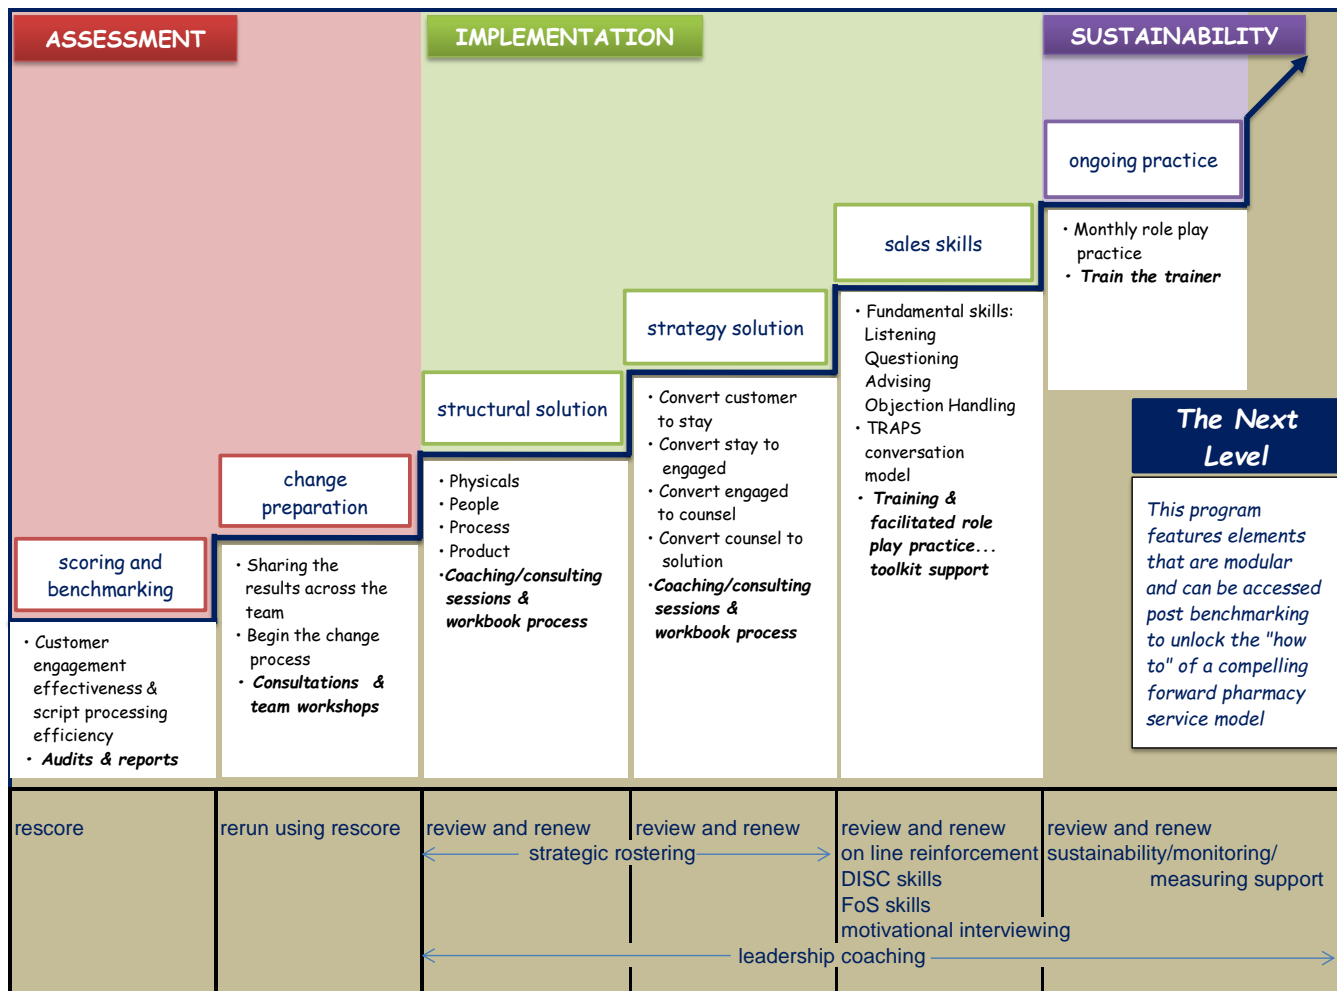 ASSESSMENT
IMPLEMENTATION
SUSTAINABILITY
ongoing practice
• Monthly role play
practice
• Train the trainer
sales skills
• Fundamental skills:
Listening
Questioning
Advising
Objection Handling
• TRAPS
conversation
model
• Training &
facilitated role
play practice...
toolkit support
strategy solution
• Convert customer
to stay
• Convert stay to
engaged
• Convert engaged
to counsel
• Convert counsel to
solution
•Coaching/consulting
sessions &
workbook process
structural solution
• Physicals
• People
• Process
• Product
•Coaching/consulting
sessions &
workbook process
change
preparation
• Sharing the
results across the
team
• Begin the change
process
• Consultations &
team workshops
scoring and
benchmarking
• Customer
engagement
effectiveness &
script processing
efficiency
• Audits & reports
The Next
Level
This program
features elements
that are modular
and can be accessed
post benchmarking
to unlock the "how
to" of a compelling
forward pharmacy
service model
rescore
rerun using rescore
review and renew
review and renew
strategic rostering
review and renew
on line reinforcement
DISC skills
FoS skills
motivational interviewing
review and renew
sustainability/monitoring/
measuring support
leadership coaching